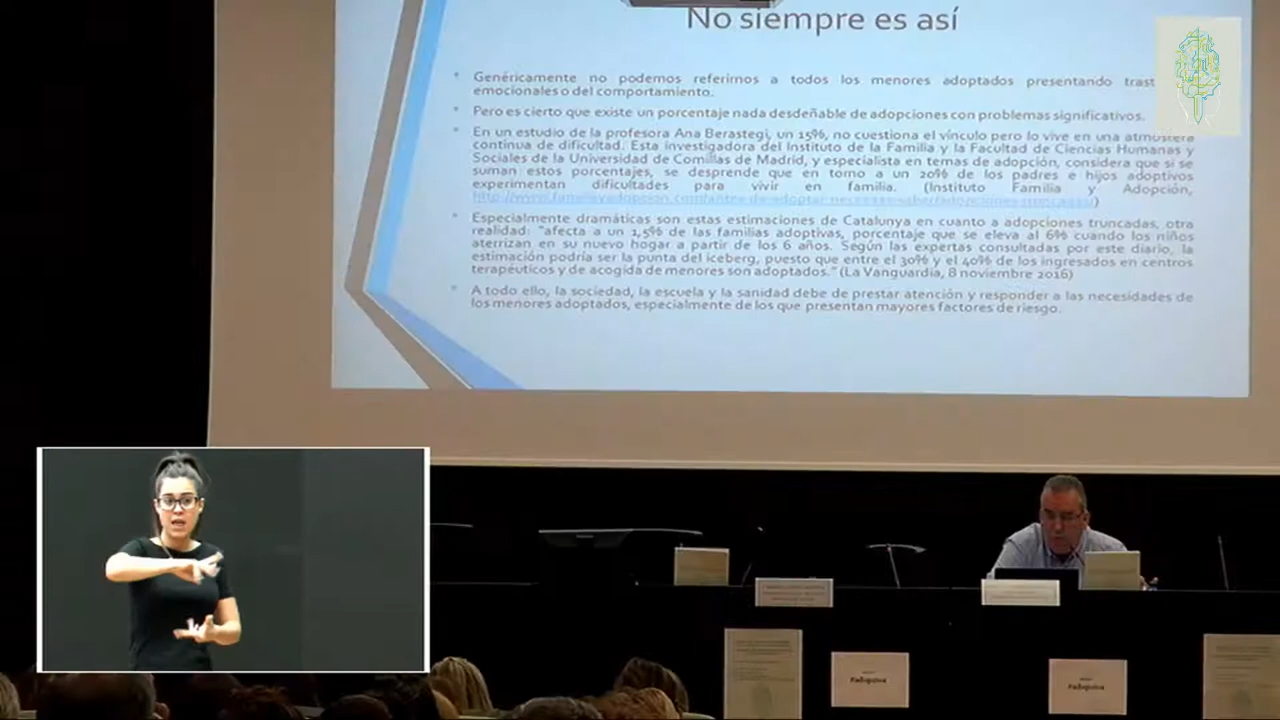 No siempre es así
Genéricamente no podemos referirnos a todos los menores adoptados presentando
emocionales o del comportamiento.
Pero es cierto que existe un porcentaje nada desdeñable de adopciones con problemas significativos.
En un estudio de la profesora Ana Berastegi, un 15%, no cuestiona el vínculo pero lo vive en una atmósfera
continua de dificultad. Esta investigadora del Instituto de la Familia y la Facultad de Ciencias Humanas y
Sociales de la Universidad de Comillas de Madrid, y especialista en temas de adopción, considera que si se
suman estos porcentajes, se desprende que en torno a un 20% de los padres e hijos adoptivos
experimentan dificultades para vivir en familia. (Instituto Familia y Adopción,
Especialmente dramáticas son estas estimaciones de Catalunya en cuanto a adopciones truncadas, otra
realidad: "afecta a un 1,5% de las familias adoptivas, porcentaje que se eleva al 6% cuando los niños
aterrizan en su nuevo hogar a partir de los 6 años. Según las expertas consultadas por este diario, la
estimación podría ser la punta del iceberg, puesto que entre el 30% y el 40% de los ingresados en centros
terapéuticos y de acogida de menores son adoptados." (La Vanguardia, 8 noviembre 2016)
A todo ello, la sociedad, la escuela y la sanidad debe de prestar atención y responder a las necesidades de
los menores adoptados, especialmente de los que presentan mayores factores de riesgo.